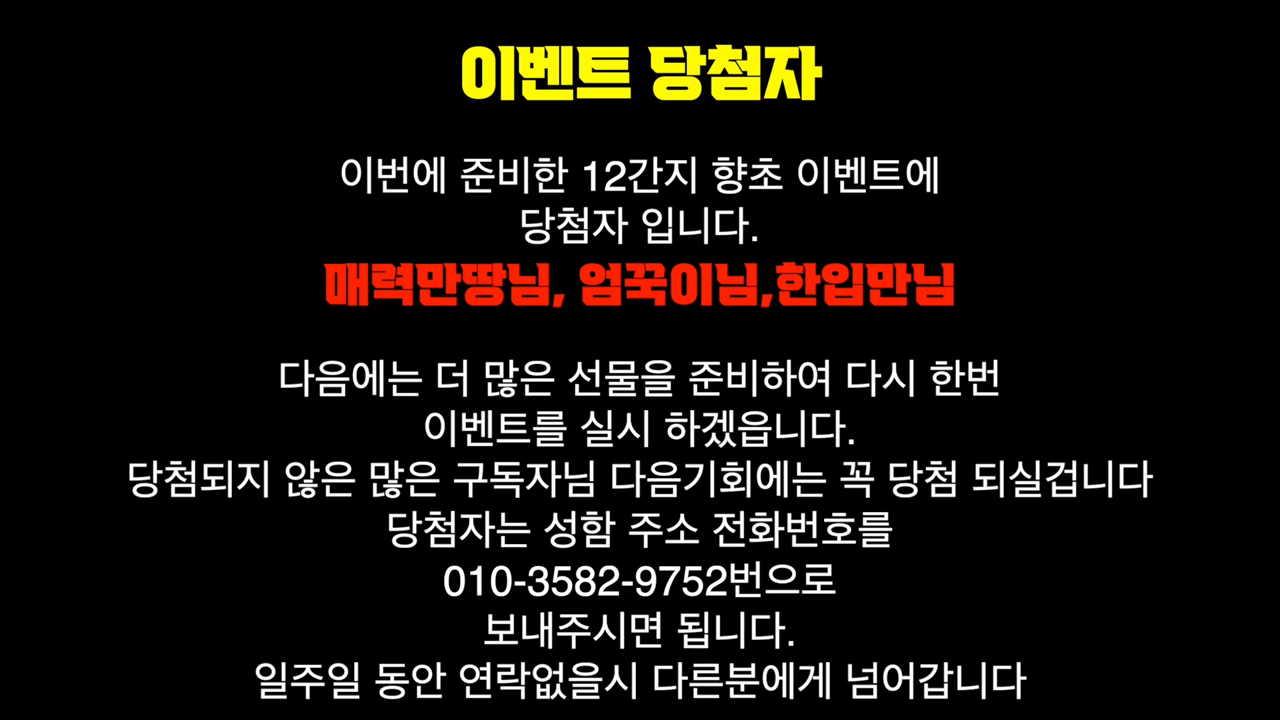 이벤트 당첨자
이번에 준비한 12간지 향초 이벤트에
당첨자 입니다.
매력만땅님, 엄꾹이님,한입만님
다음에는 더 많은 선물을 준비하여 다시 한번
이벤트를 실시 하겠읍니다.
당첨되지 않은 많은 구독자님 다음기회에는 꼭 당첨 되실겁니다
당첨자는 성함 주소 전화번호를
010-3582-9752번으로
보내주시면 됩니다.
일주일 동안 연락없을시 다른분에게 넘어갑니다